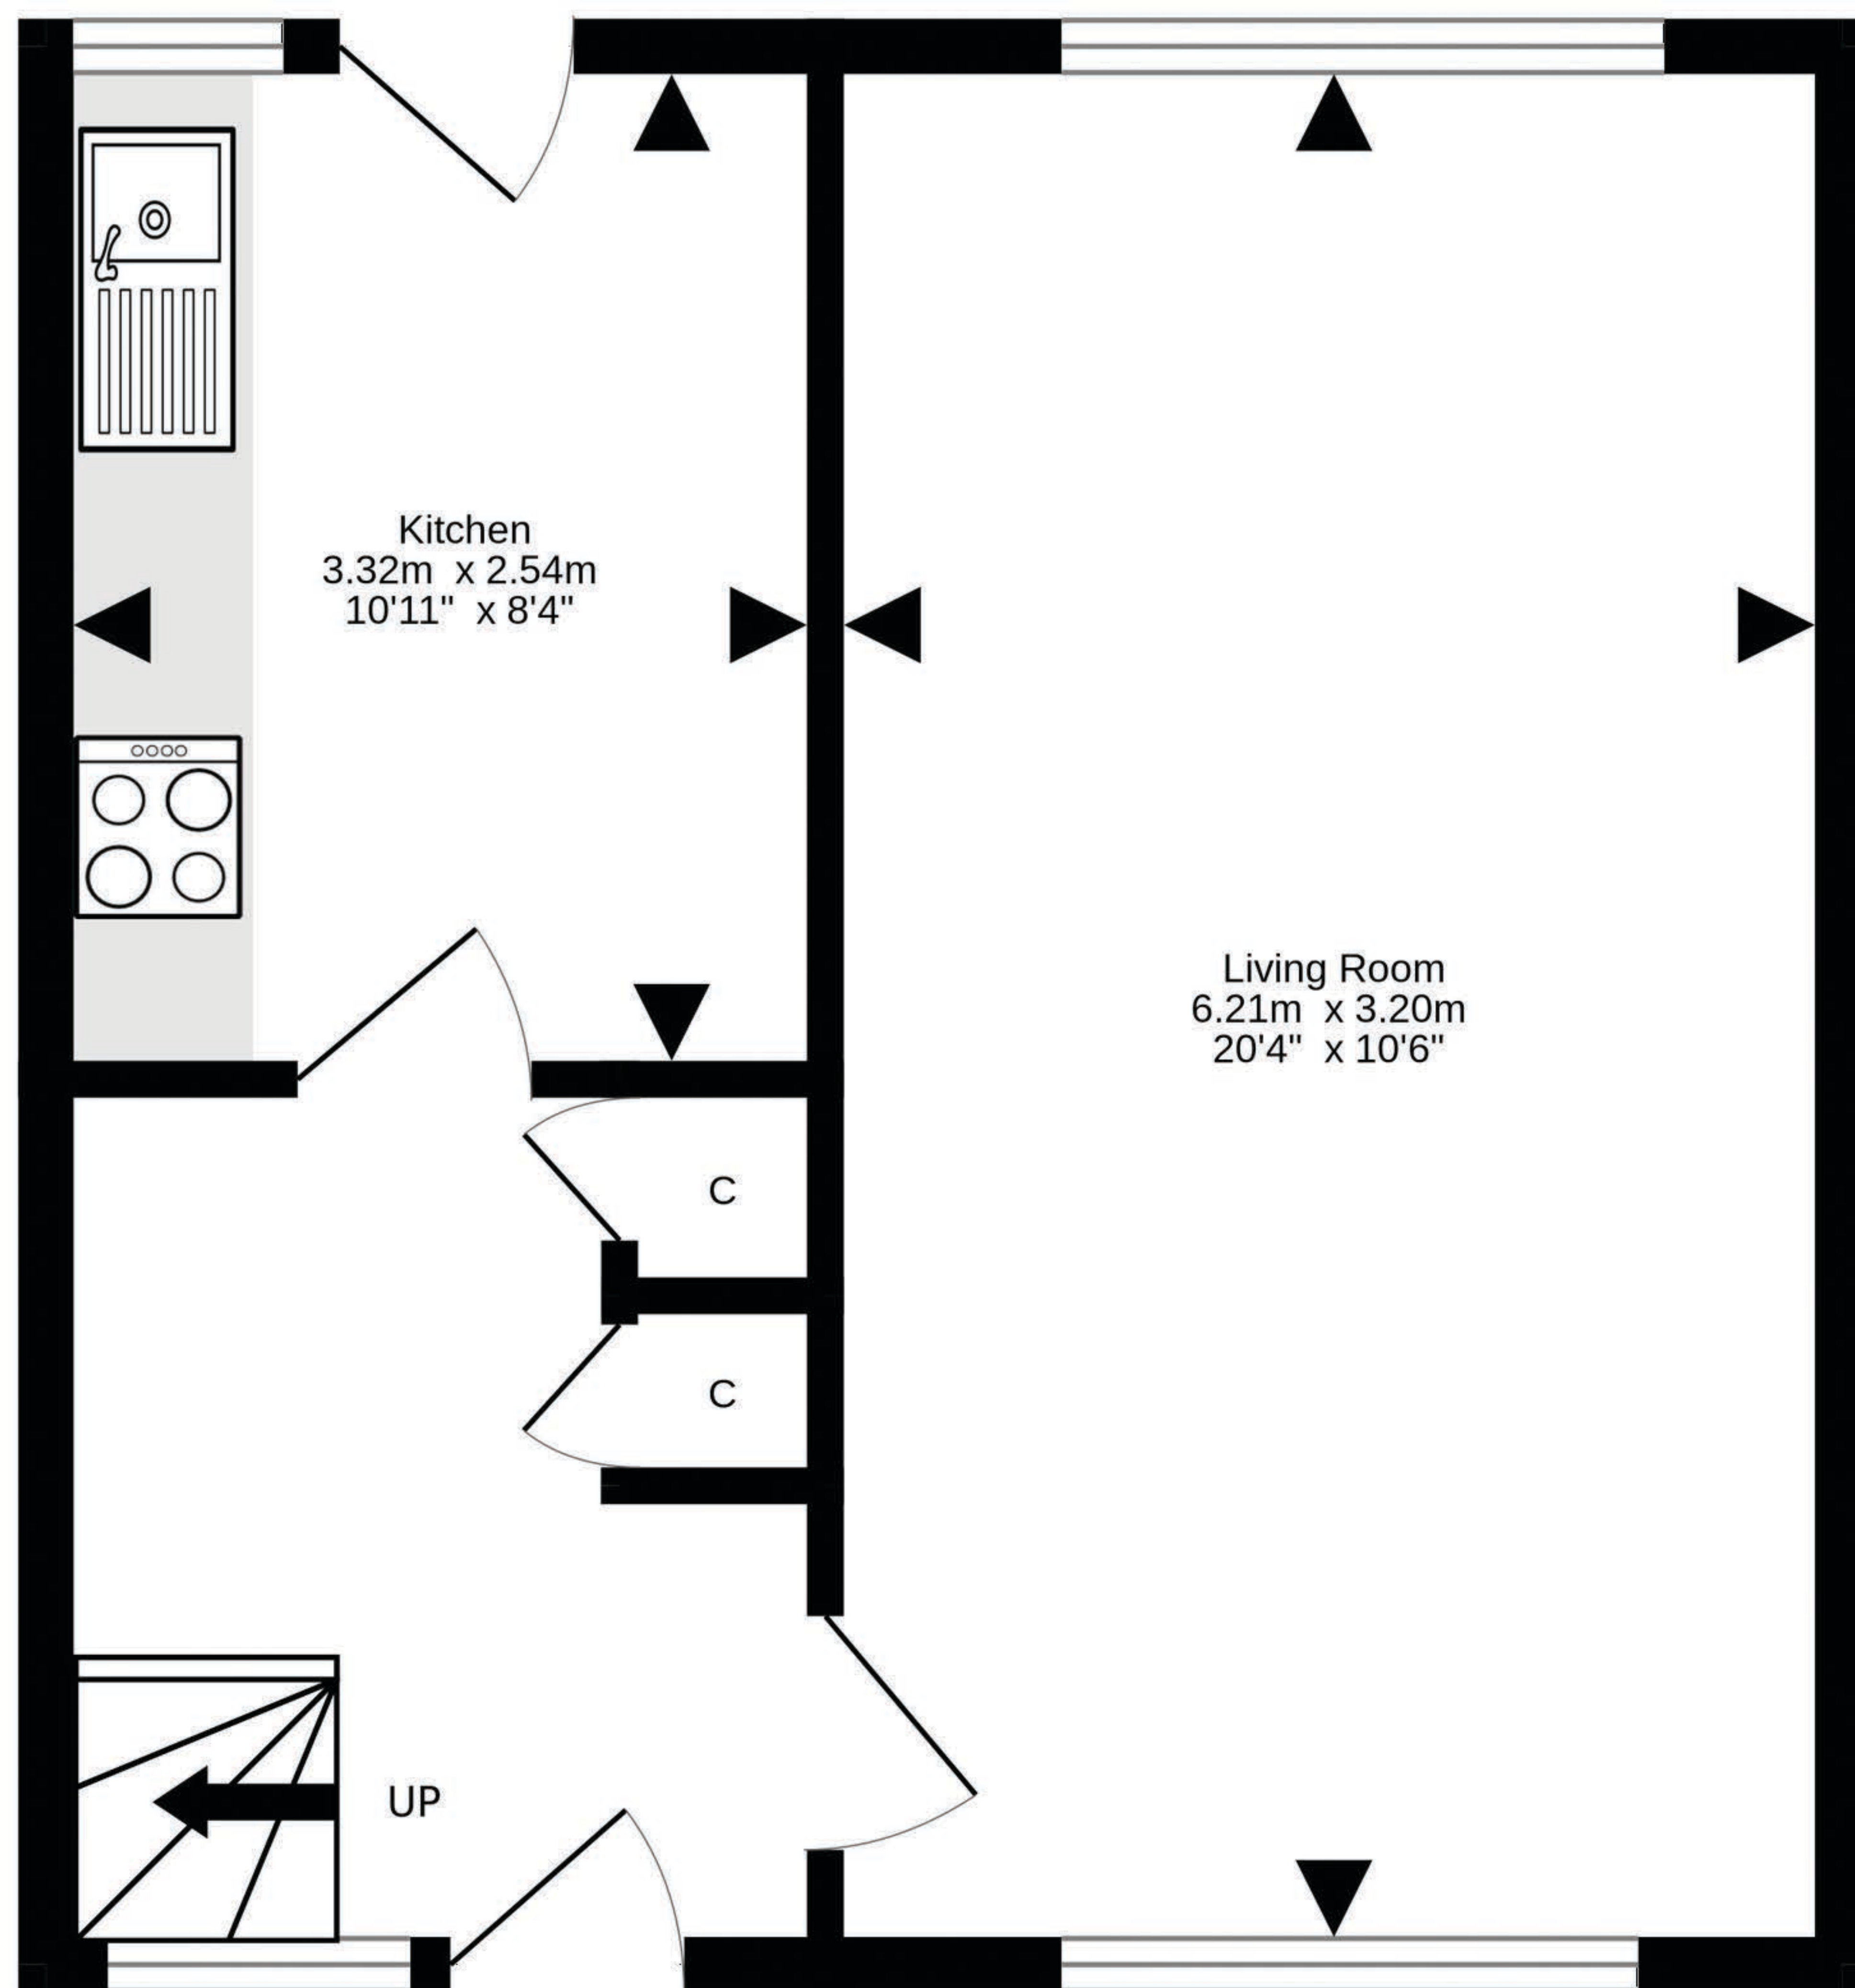 Kitchen
3.32m x 2.54m
10'11" x 8'4"
Living Room
6.21m x 3.20m
20'4" x 10'6"
C
C
UP